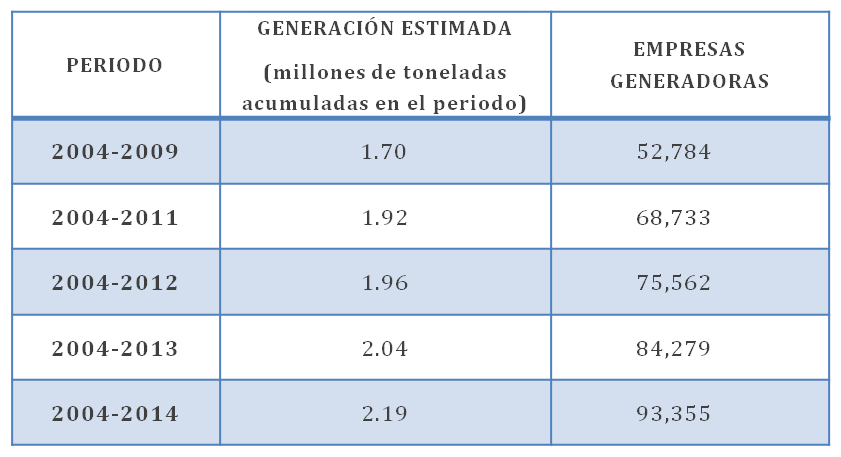 PERIODO
GENERACIÓN ESTIMADA
(millones de toneladas
acumuladas en el periodo)
EMPRESAS
GENERADORAS
2004-2009 1.70 52,784
2004-2011 1.92 68,733
2004-2012 1.96 75,562
2004-2013 2.04 84,279
2004-2014 2.19 93,355